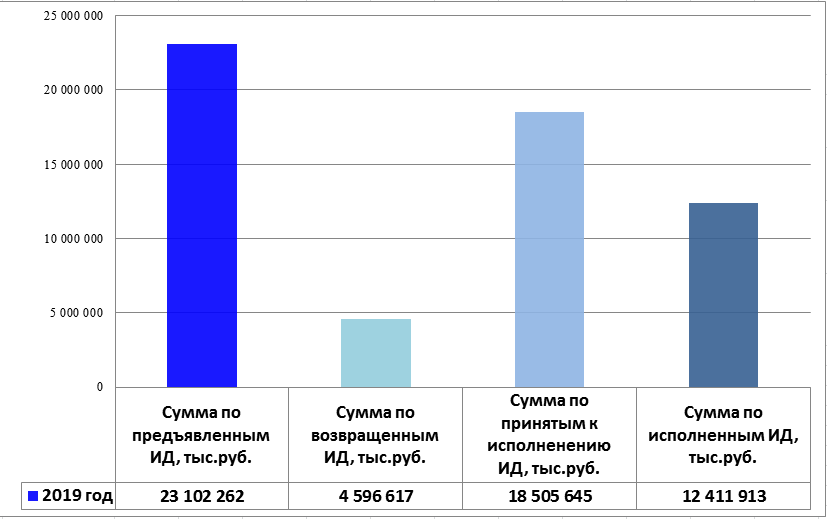 25 000 000
20 000 000
15 000 000
10 000 000
5 000 000
0
Сумма по
предъявленным
ИД, тыс.руб.
Сумма по
возвращенным
ИД, тыс.руб.
Сумма по
принятым к
исполненению
ИД, тыс.руб.
Сумма по
исполненным ИД,
тыс.руб.
2019 год 23 102 262 4 596 617 18 505 645 12 411 913